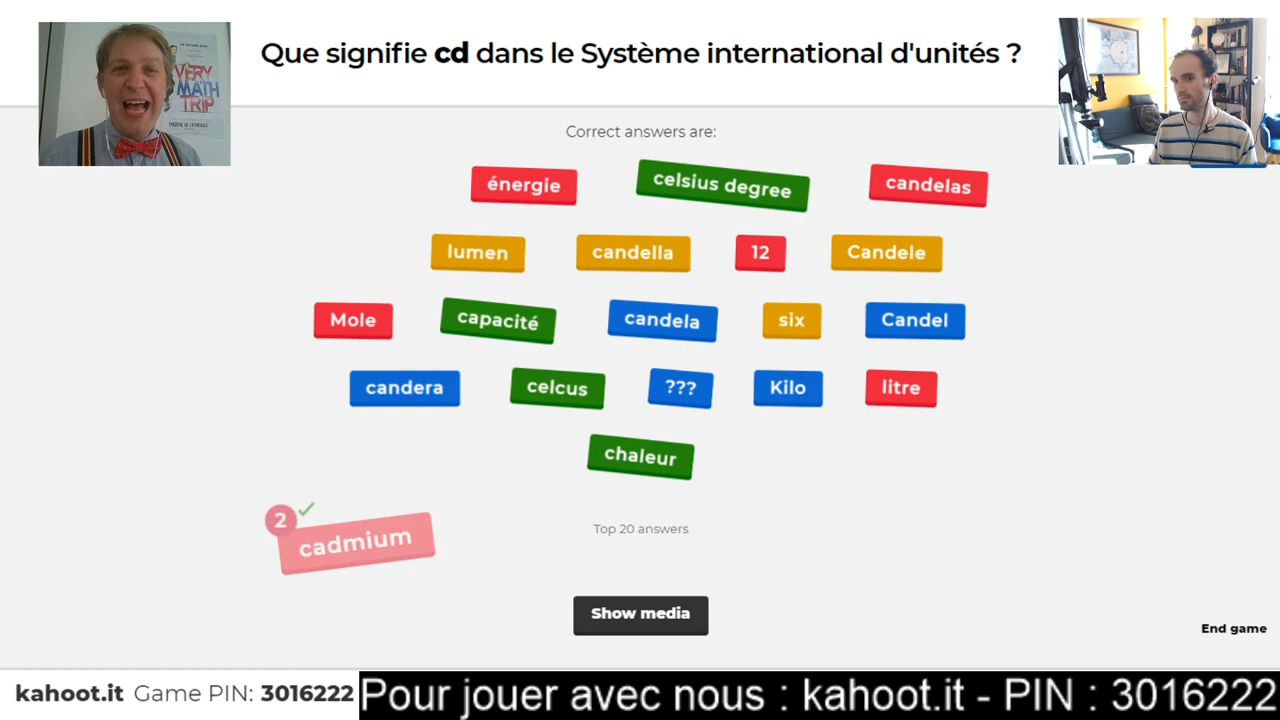 Que signifie cd dans le Système international d'unités ?
VERY
MATH
TRIP
Correct answers are:
énergie celsius degree candelas
lumen candella 12 Candele
Mole capacité candela six Candel
candera celcus ??? Kilo litre
chaleur
2
cadmium
Top 20 answers
Show media
End game
kahoot.it Game PIN: 3016222
Pour jouer avec nous : kahoot.it - PIN : 3016222